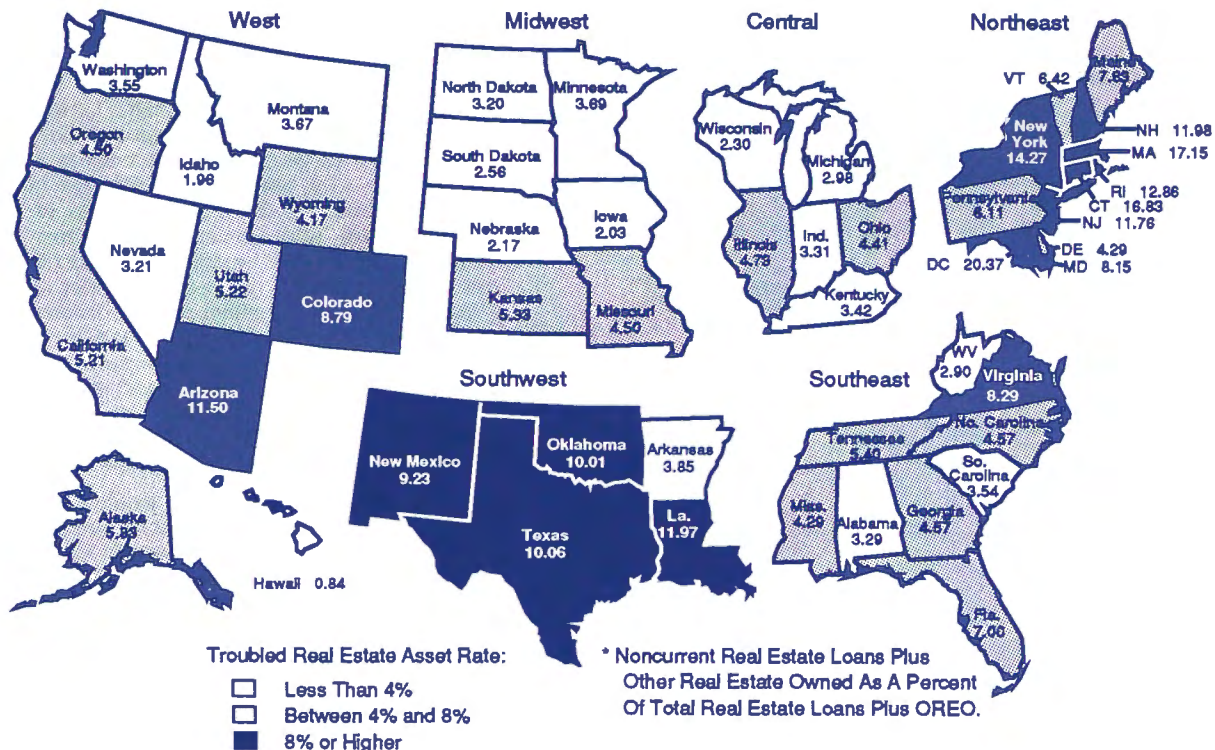 West
Midwest
Central
Northeast
Washington
3.55
Oregon
4.50
Montana
3.67
Idaho
1.96
Wyoming
4.17
Nevada
3.21
Utah
5.22
Colorado
8.79
California
5.21
Arizona
11.50
Alaska
5.83
Hawaii 0.84
North Dakota
3.20
Minnesota
3.69
South Dakota
2.56
Nebraska
2.17
Iowa
2.03
Kansas
5.33
Missouri
4.50
Wisconsin
2.30
Michigan
2.98
Illinois
4.73
Ind.
3.31
Ohio
4.41
Kentucky
3.42
Maine
7.83
VT 6.42
New
York
14.27
NH 11.98
MA 17.15
RI 12.86
CT 16.83
NJ 11.76
Pennsylvania
6.11
DE 4.29
MD 8.15
DC 20.37
Southwest
Southeast
New Mexico
9.23
Oklahoma
10.01
Arkansas
3.85
Texas
10.06
La.
11.97
WV
2.90
Virginia
8.29
Tennessee
5.40
No. Carolina
4.57
So.
Carolina
3.54
Miss.
4.29
Alabama
3.29
Georgia
4.57
Fla.
7.00
Troubled Real Estate Asset Rate:
Less Than 4%
Between 4% and 8%
8% or Higher
* Noncurrent Real Estate Loans Plus
Other Real Estate Owned As A Percent
Of Total Real Estate Loans Plus OREO.